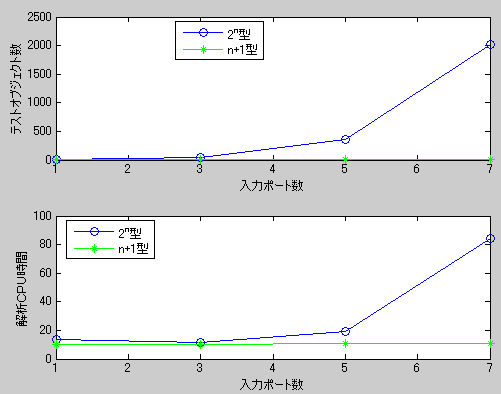 2500
2000
1500
1000
500
0
テストオブジェクト数
2ⁿ型
n+1型
1 2 3 4 5 6 7
入力ポート数
100
80
60
40
20
0
解析CPU時間
2ⁿ型
n+1型
1 2 3 4 5 6 7
入力ポート数